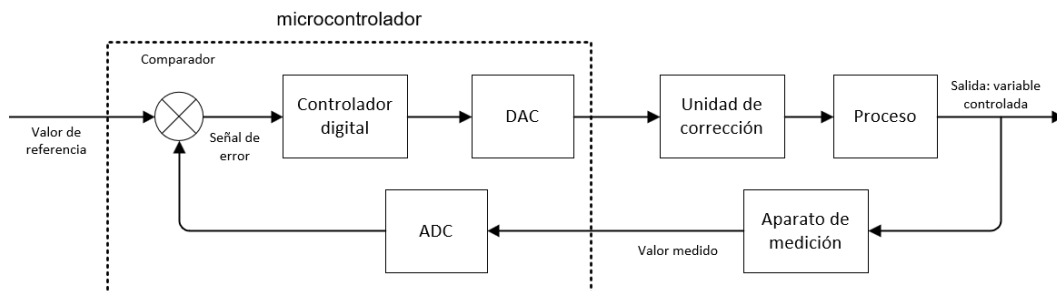 microcontrolador
Comparador
Valor de
referencia
Señal de
error
Controlador
digital
DAC
Unidad de
corrección
Proceso
Salida: variable
controlada
ADC
Valor medido
Aparato de
medición